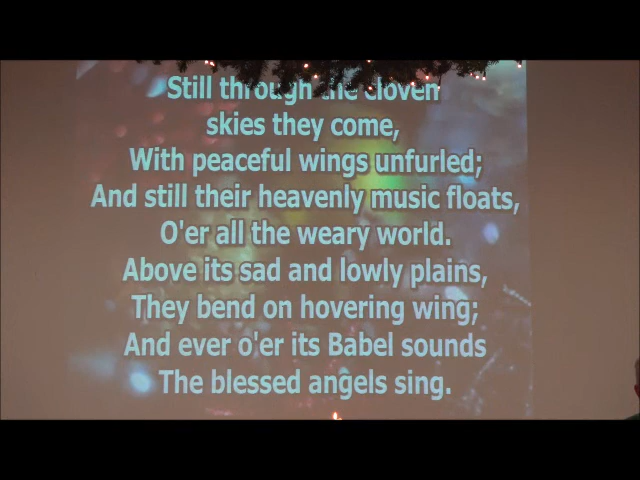 Still through the cloven
skies they come,
With peaceful wings unfurled;
And still their heavenly music floats,
O'er all the weary world.
Above its sad and lowly plains,
They bend on hovering wing;
And ever o'er its Babel sounds
The blessed angels sing.